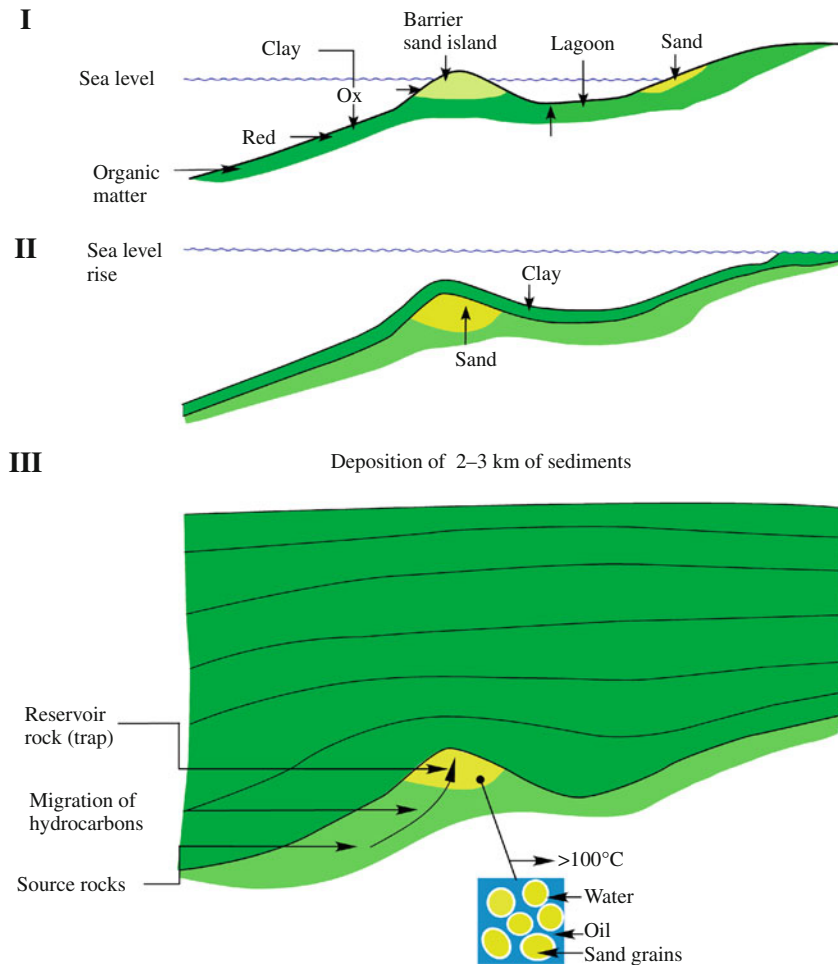 I
Barrier
sand island
Clay
Lagoon
Sand
Sea level
Ox
Red
Organic
matter
II
Sea level
rise
Clay
Sand
III
Deposition of 2–3 km of sediments
Reservoir
rock (trap)
Migration of
hydrocarbons
Source rocks
>100°C
Water
Oil
Sand grains